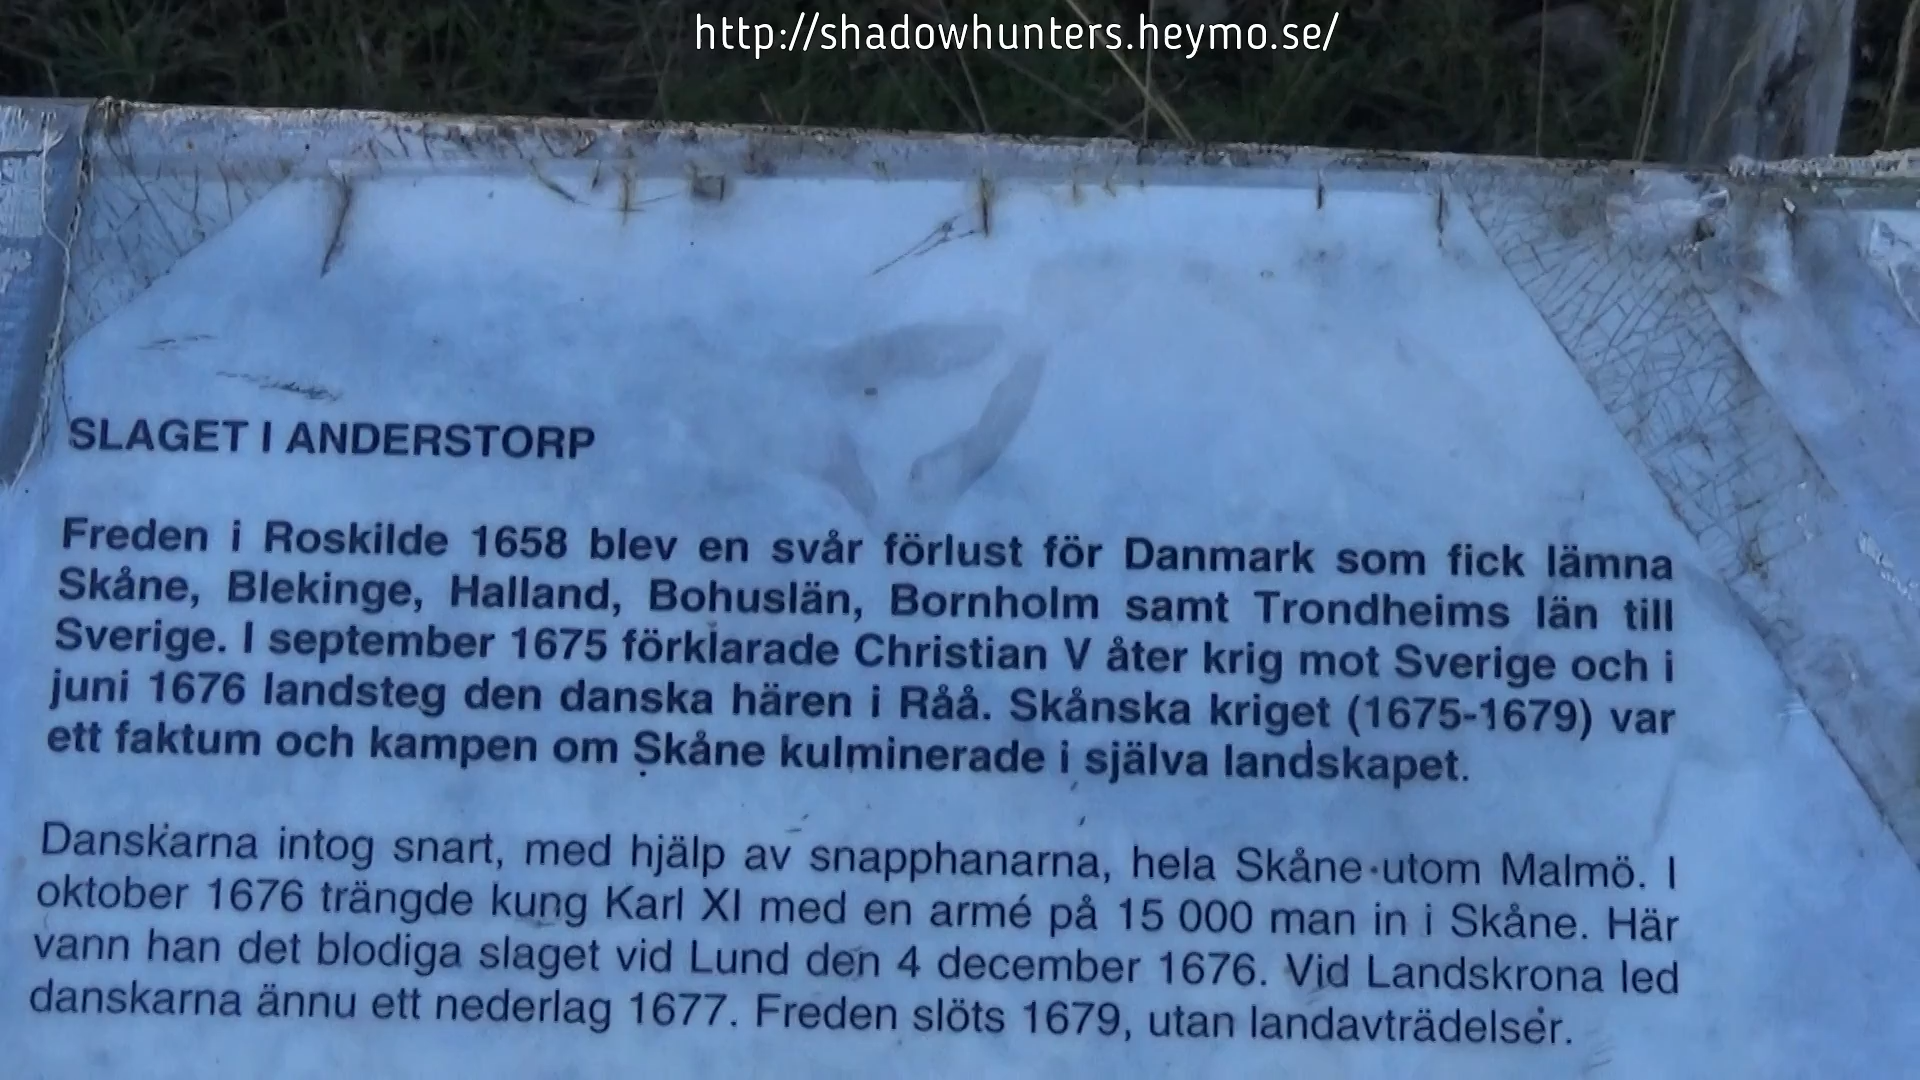 http://shadowhunters.heymo.se/
SLAGET I ANDERSTORP
Freden i Roskilde 1658 blev en svår förlust för Danmark som fick lämna
Skåne, Blekinge, Halland, Bohuslän, Bornholm samt Trondheims län till
Sverige. I september 1675 förklarade Christian V åter krig mot Sverige och i
juni 1676 landsteg den danska hären i Råå. Skånska kriget (1675-1679) var
ett faktum och kampen om Skåne kulminerade i själva landskapet.
Danskarna intog snart, med hjälp av snapphanarna, hela Skåne utom Malmö. I
oktober 1676 trängde kung Karl XI med en armé på 15 000 man in i Skåne. Här
vann han det blodiga slaget vid Lund den 4 december 1676. Vid Landskrona led
danskarna ännu ett nederlag 1677. Freden slöts 1679, utan landavträdelser.